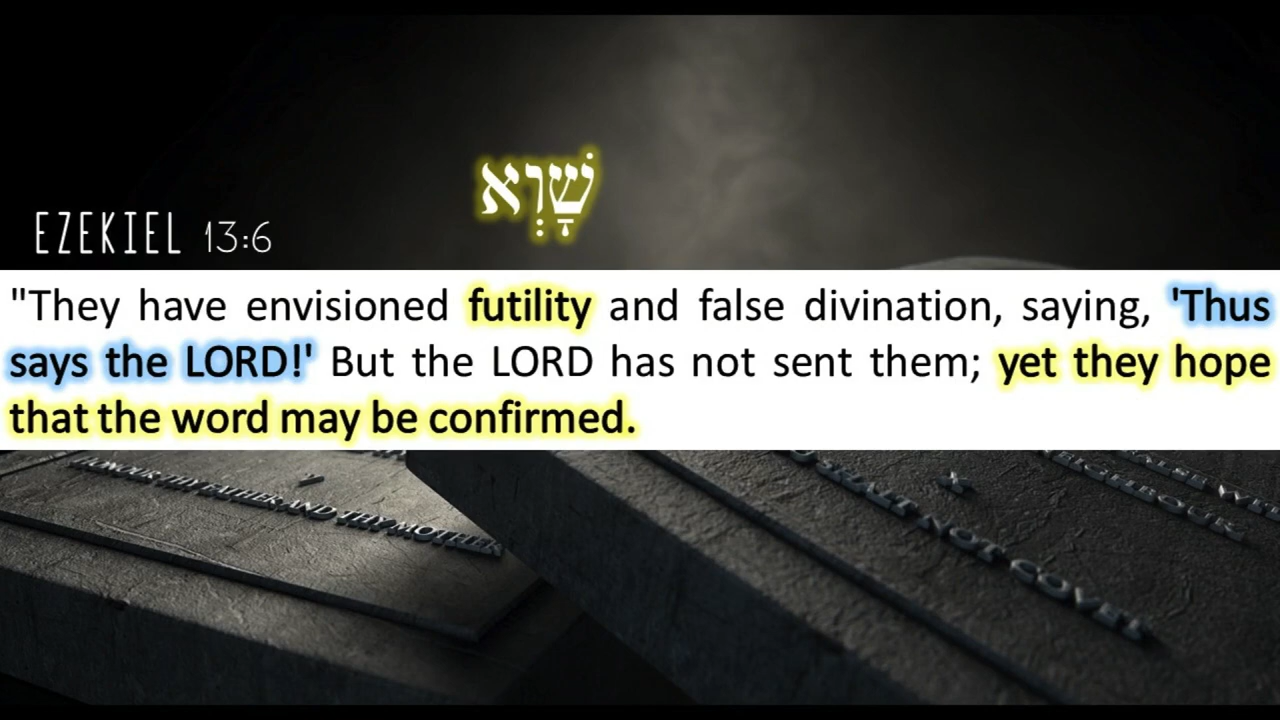 שָׁוְא
EZEKIEL 13:6
"They have envisioned futility and false divination, saying, 'Thus
says the LORD!' But the LORD has not sent them; yet they hope
that the word may be confirmed.
HONOUR THY FATHER AND THY MOTHER
X
SHALT NOT COVET